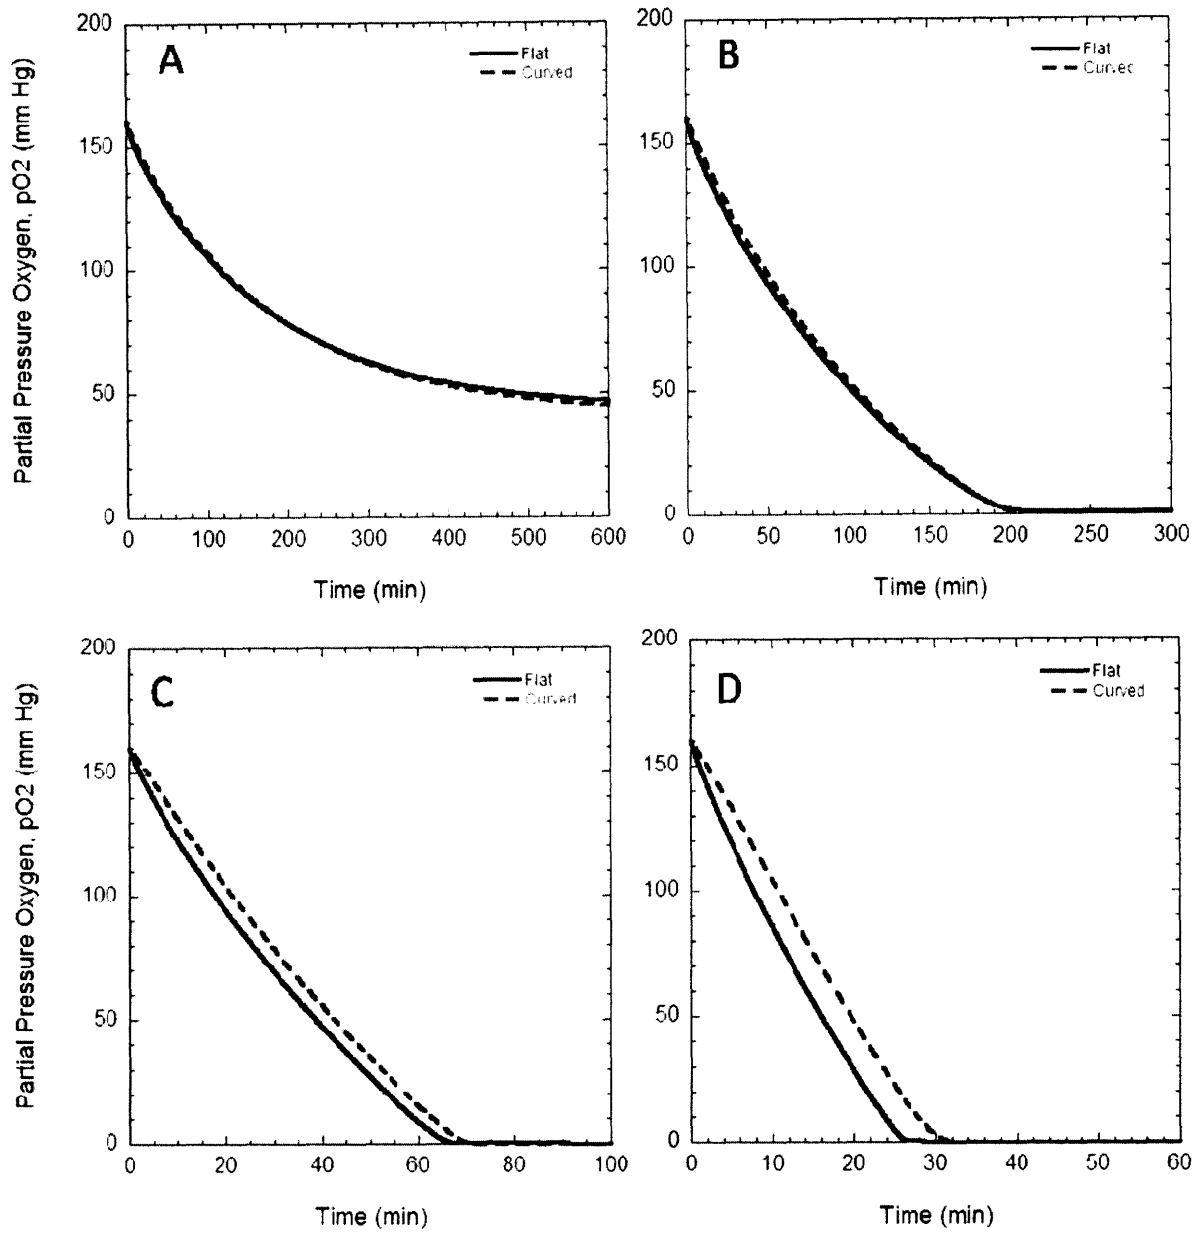 A
Flat
Curved
200
150
100
50
0
0 100 200 300 400 500 600
Time (min)
Partial Pressure Oxygen, pO2 (mm Hg)
B
Flat
Curved
200
150
100
50
0
0 50 100 150 200 250 300
Time (min)
C
Flat
Curved
200
150
100
50
0
0 20 40 60 80 100
Time (min)
Partial Pressure Oxygen, pO2 (mm Hg)
D
Flat
Curved
200
150
100
50
0
0 10 20 30 40 50 60
Time (min)